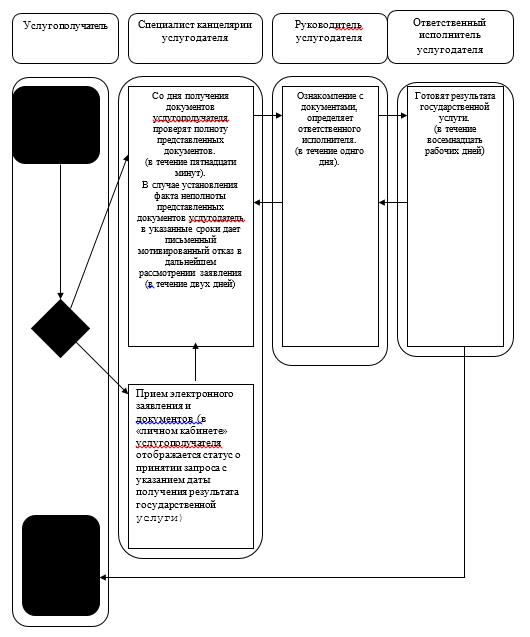 Услугополучатель
Специалист канцелярии
услугодателя
Руководитель
услугодателя
Ответственный
исполнитель
услугодателя
Со дня получения
документов
услугополучателя
проверят полноту
представленных
документов.
(в течение пятнадцати
минут).
В случае установления
факта неполноты
представленных
документов услугодатель
в указанные сроки дает
письменный
мотивированный отказ в
дальнейшем
рассмотрении заявления
(в течение двух дней)
Ознакомление с
документами,
определяет
ответственного
исполнителя.
(в течение однго
дня).
Готовят результата
государственной
услуги.
(в течение
восемнадцать
рабочих дней)
Прием электронного
заявления и
документов (в
«личном кабинете»
услугополучателя
отображается статус о
принятии запроса с
указанием даты
получения результата
государственной
услуги)